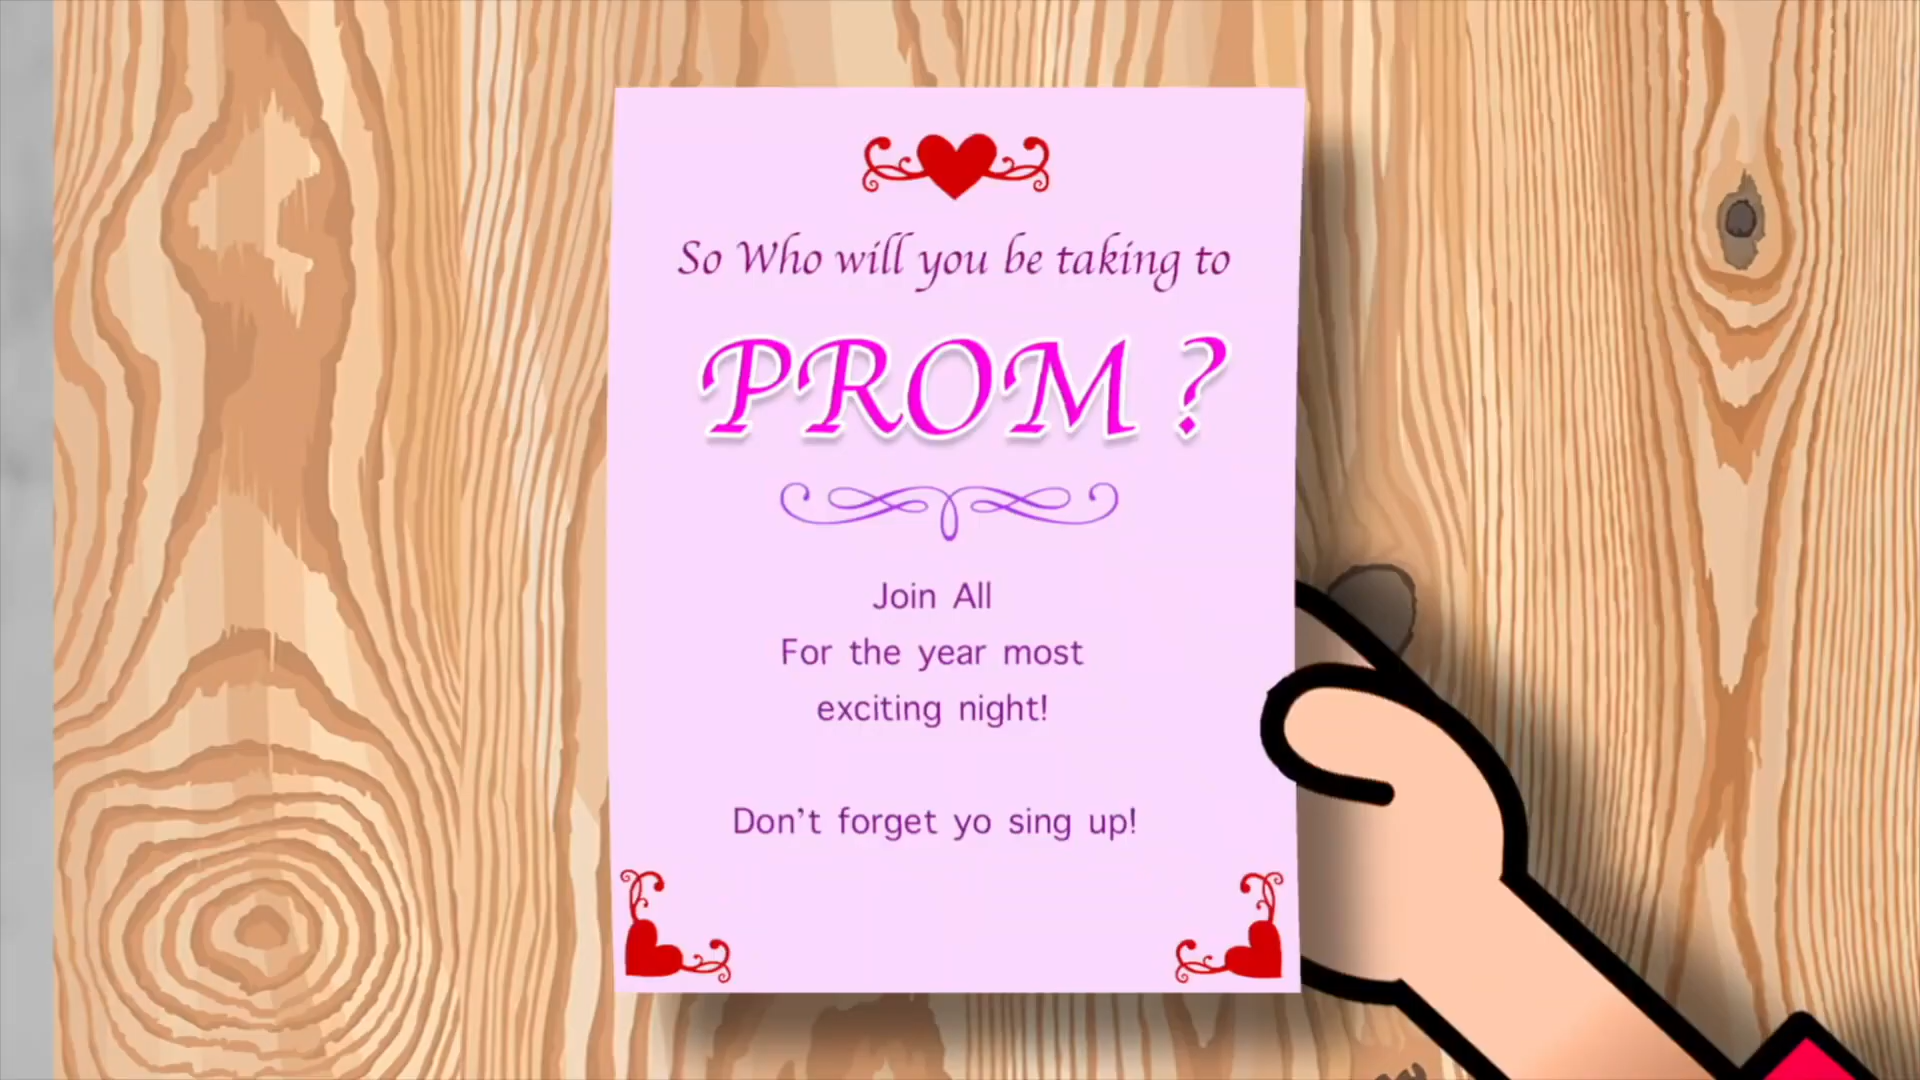 So Who will you be taking to
PROM ?
Join All
For the year most
exciting night!
Don't forget yo sing up!